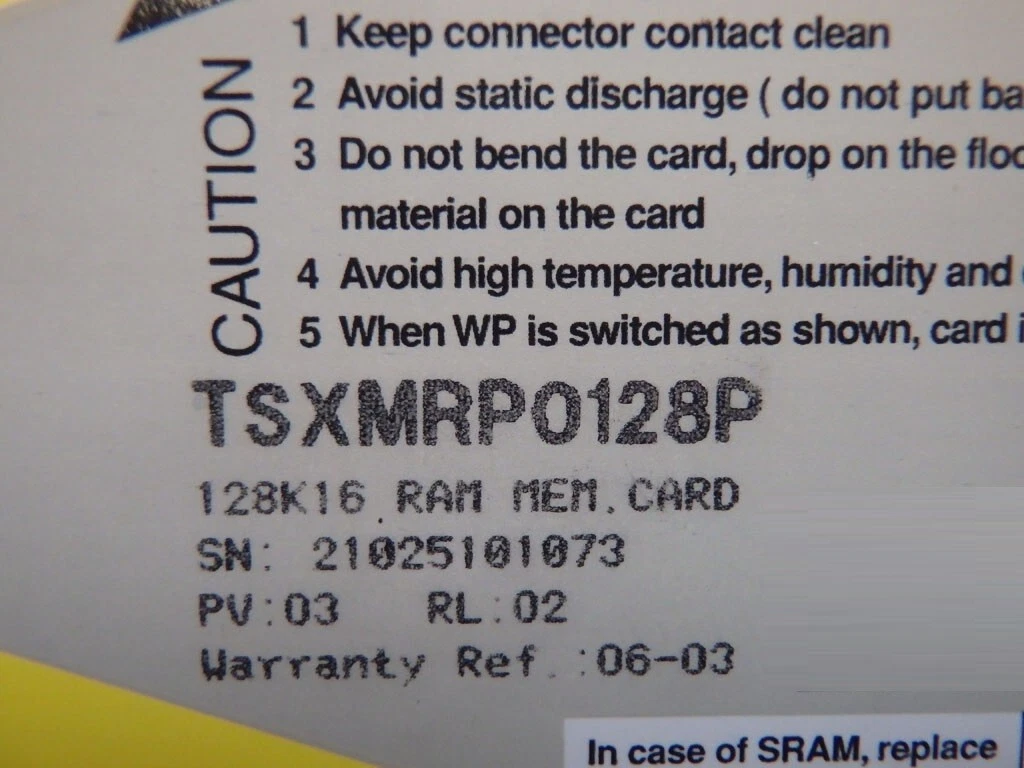 CAUTION
1 Keep connector contact clean
2 Avoid static discharge ( do not put
3 Do not bend the card, drop on the
material on the card
4 Avoid high temperature, humidity and
5 When WP is switched as shown, card
TSXMRP0128P
128K16 RAM MEM.CARD
SN: 21025101073
PV:03 RL:02
Warranty Ref.:06-03
In case of SRAM, replace